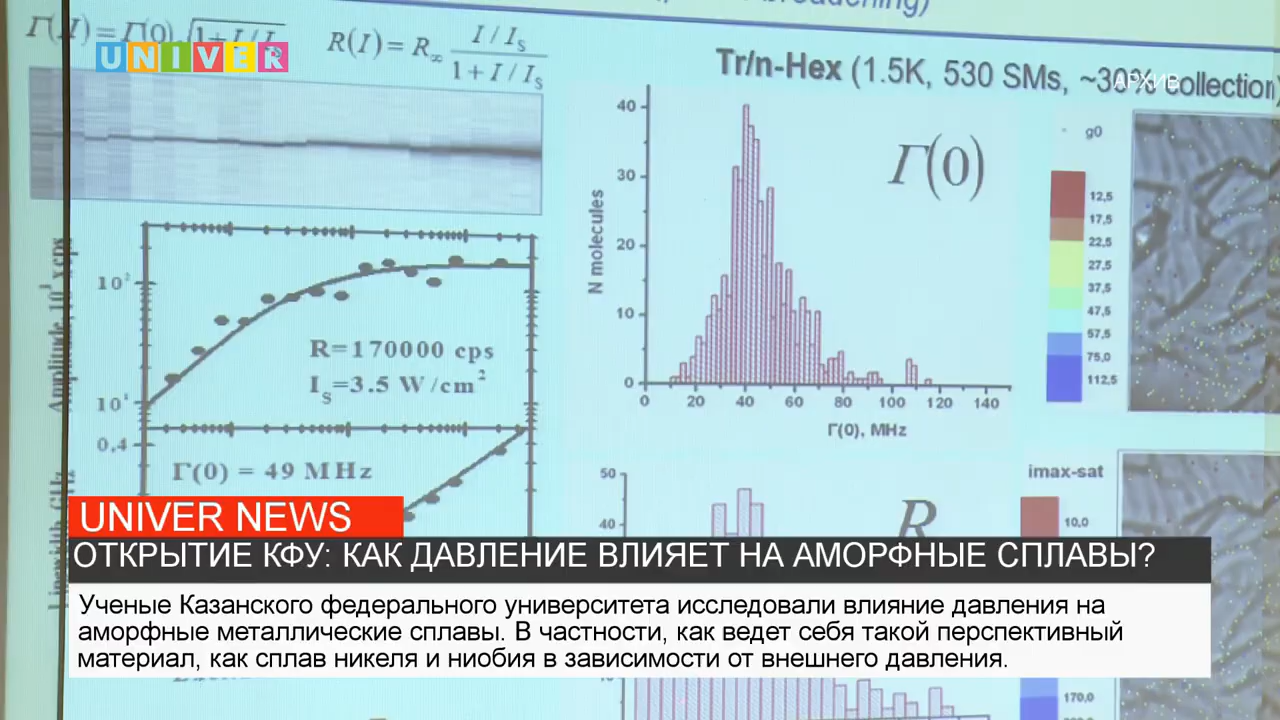 Γ(I) = Γ(0)√1+I/Is
R(I) = R∞ I/Is / 1+I/Is
UNIVER
Tr/n-Hex (1.5K, 530 SMs, ~30% collection)
АРХИВ
40
30
20
10
0
N molecules
Γ(0)
0 20 40 60 80 100 120 140
Γ(0), MHz
g0
12,5
17,5
22,5
27,5
37,5
47,5
57,5
75,0
112,5
10²
10¹
0,4
R=170000 cps
Is=3.5 W/cm²
Γ(0) = 49 MHz
50
40
R
imax-sat
10,0
170,0
UNIVER NEWS
ОТКРЫТИЕ КФУ: КАК ДАВЛЕНИЕ ВЛИЯЕТ НА АМОРФНЫЕ СПЛАВЫ?
Ученые Казанского федерального университета исследовали влияние давления на
аморфные металлические сплавы. В частности, как ведет себя такой перспективный
материал, как сплав никеля и ниобия в зависимости от внешнего давления.